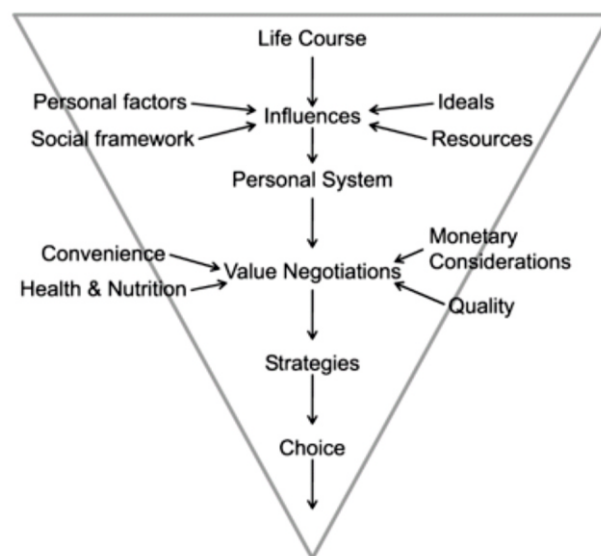 Life Course
Personal factors
Ideals
Influences
Social framework
Resources
Personal System
Convenience
Monetary
Considerations
Value Negotiations
Health & Nutrition
Quality
Strategies
Choice